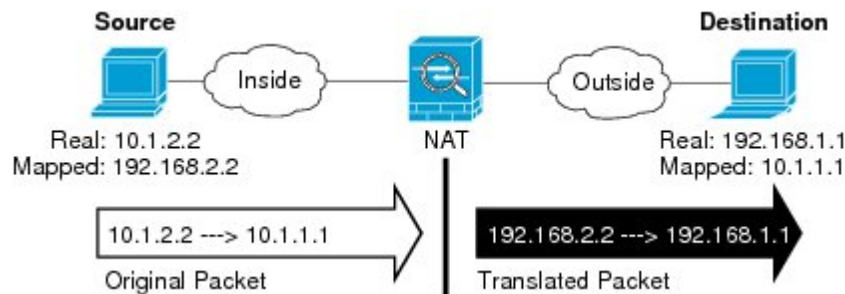 Source
Destination
Inside
Outside
Real: 10.1.2.2
Mapped: 192.168.2.2
NAT
Real: 192.168.1.1
Mapped: 10.1.1.1
10.1.2.2 ---> 10.1.1.1
192.168.2.2 ---> 192.168.1.1
Original Packet
Translated Packet